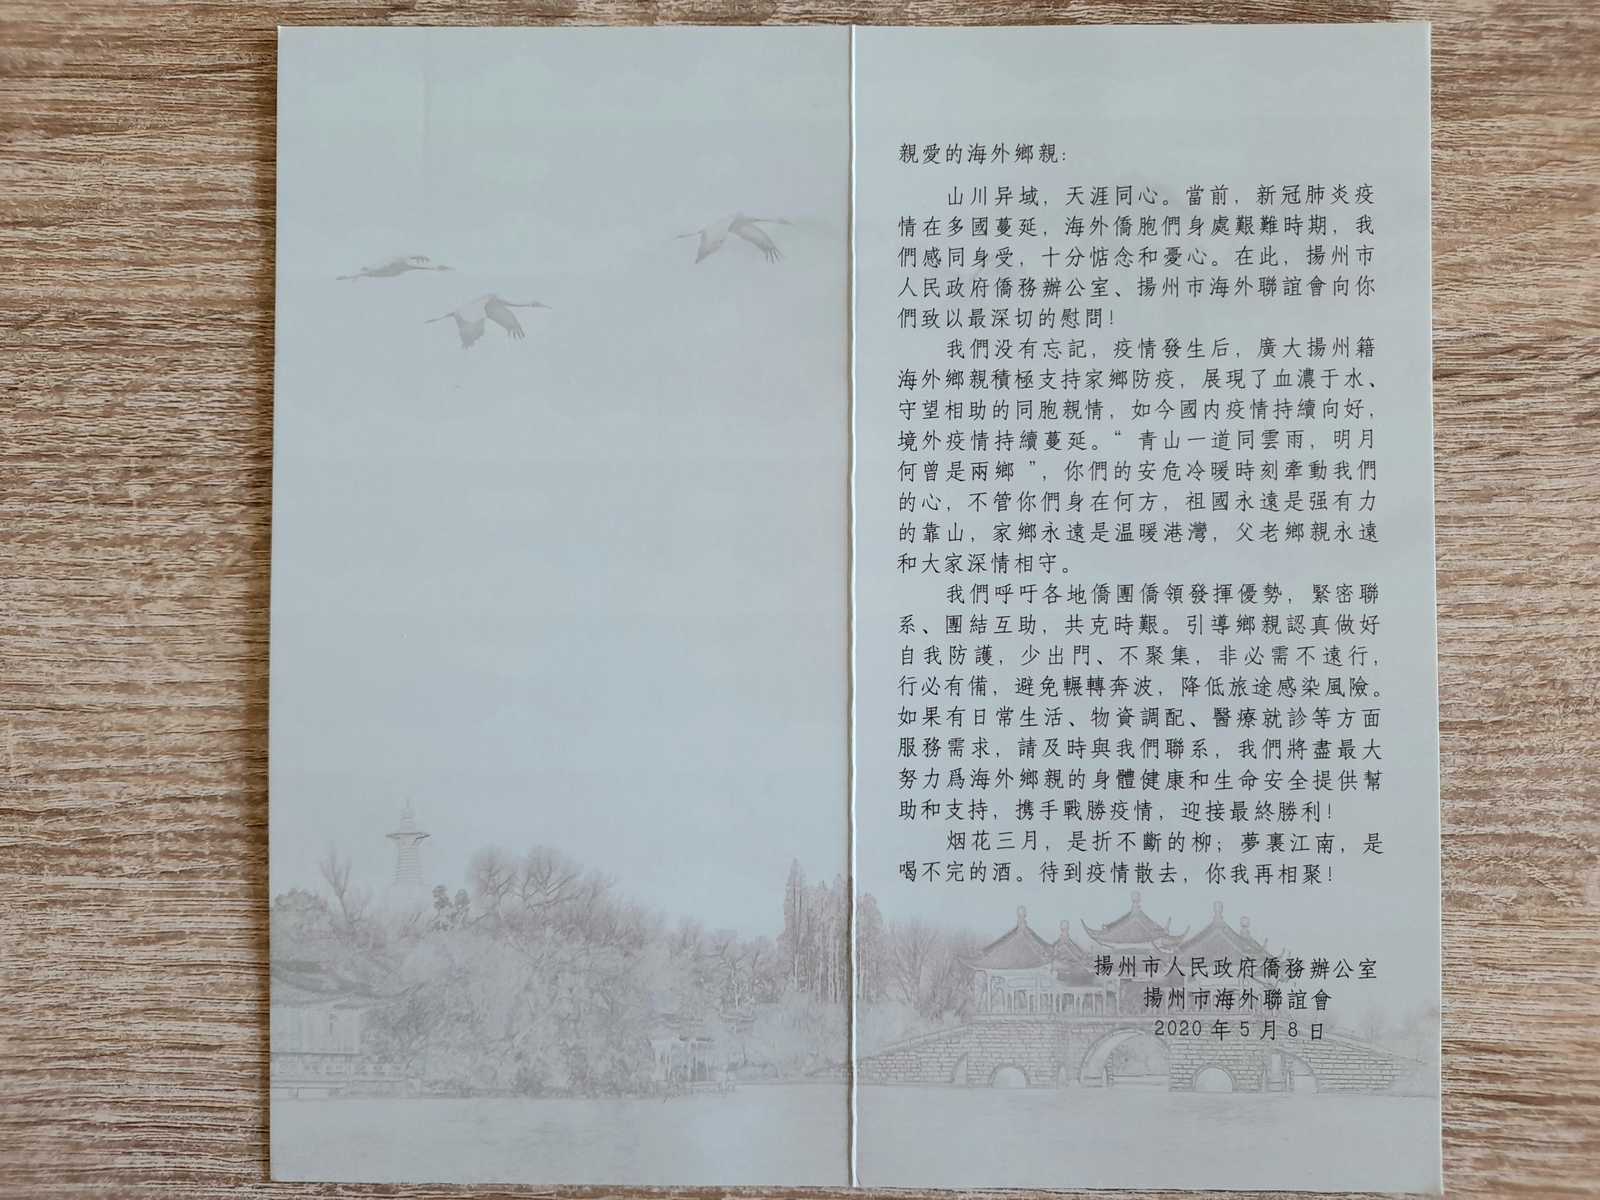 親愛的海外鄉親：
山川异域，天涯同心。當前，新冠肺炎疫
情在多國蔓延，海外僑胞們身處艱難時期，我
們感同身受，十分惦念和憂心。在此，揚州市
人民政府僑務辦公室、揚州市海外聯誼會向你
們致以最深切的慰問！
我們没有忘記，疫情發生后，廣大揚州籍
海外鄉親積極支持家鄉防疫，展現了血濃于水、
守望相助的同胞親情，如今國内疫情持續向好，
境外疫情持續蔓延。“青山一道同雲雨，明月
何曾是兩鄉”，你們的安危冷暖時刻牽動我們
的心，不管你們身在何方，祖國永遠是强有力
的靠山，家鄉永遠是温暖港灣，父老鄉親永遠
和大家深情相守。
我們呼吁各地僑團僑領發揮優勢，緊密聯
系、團結互助，共克時艱。引導鄉親認真做好
自我防護，少出門、不聚集，非必需不遠行，
行必有備，避免輾轉奔波，降低旅途感染風險。
如果有日常生活、物資調配、醫療就診等方面
服務需求，請及時與我們聯系，我們將盡最大
努力爲海外鄉親的身體健康和生命安全提供幫
助和支持，携手戰勝疫情，迎接最終勝利！
烟花三月，是折不斷的柳；夢裏江南，是
喝不完的酒。待到疫情散去，你我再相聚！
揚州市人民政府僑務辦公室
揚州市海外聯誼會
2020年5月8日